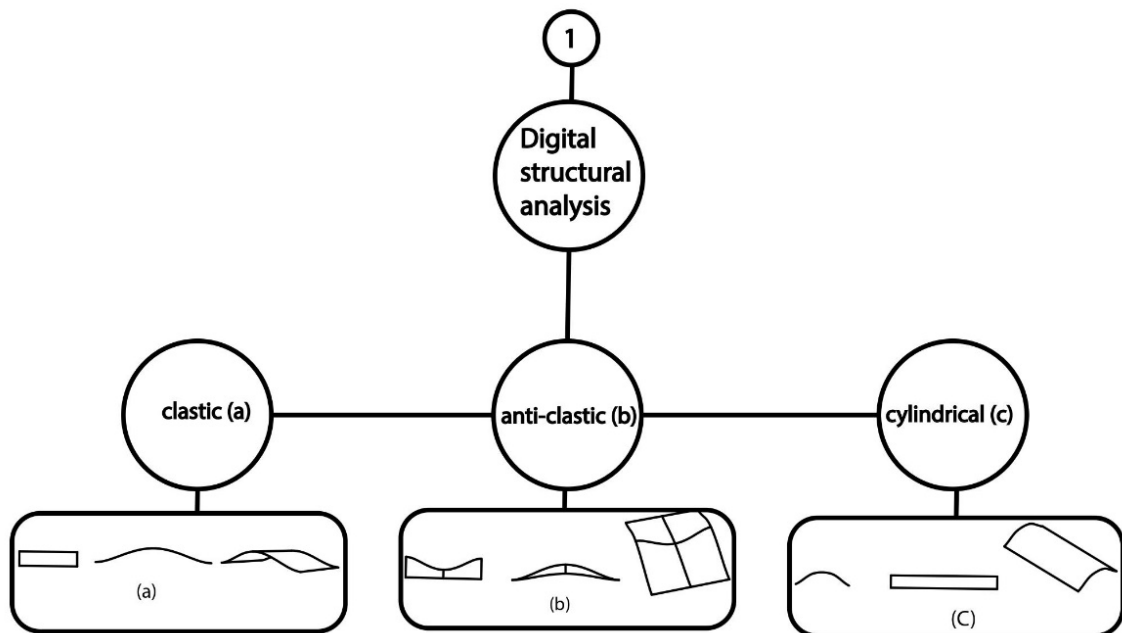 1
Digital
structural
analysis
clastic (a)
anti-clastic (b)
cylindrical (c)
(a)
(b)
(C)